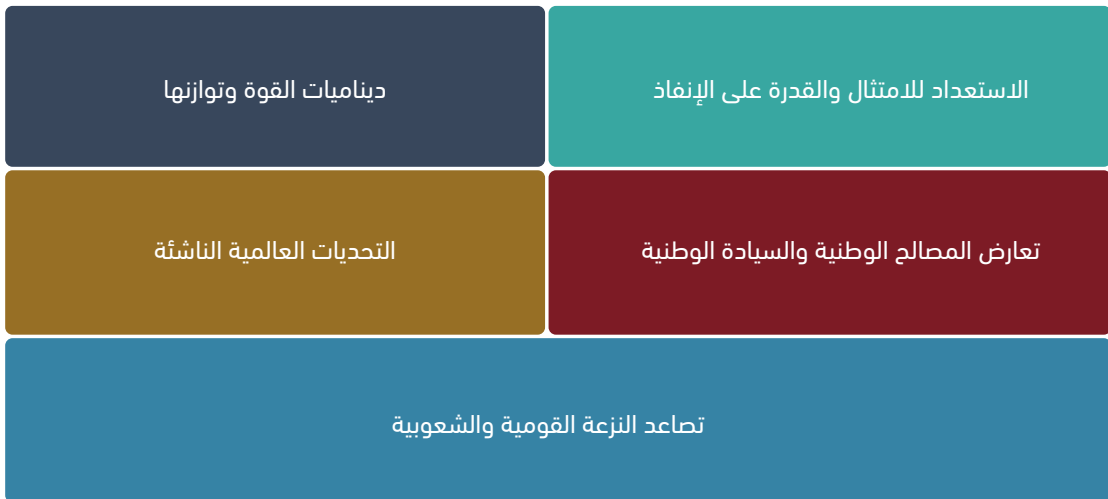 الاستعداد للامتثال والقدرة على الإنفاذ
ديناميات القوة وتوازنها
تعارض المصالح الوطنية والسيادة الوطنية
التحديات العالمية الناشئة
تصاعد النزعة القومية والشعوبية